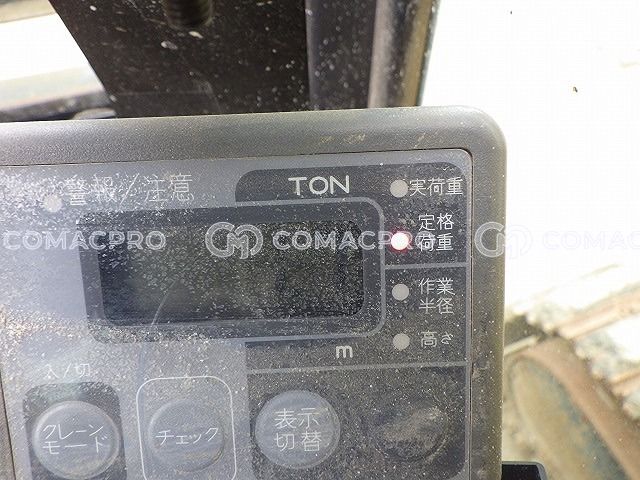 警報/注意
TON
実荷重
定格
荷重
COMACPRO
COMACPRO
COMACPRO
作業
半径
m
高さ
入/切
クレーン
モード
チェック
表示
切替